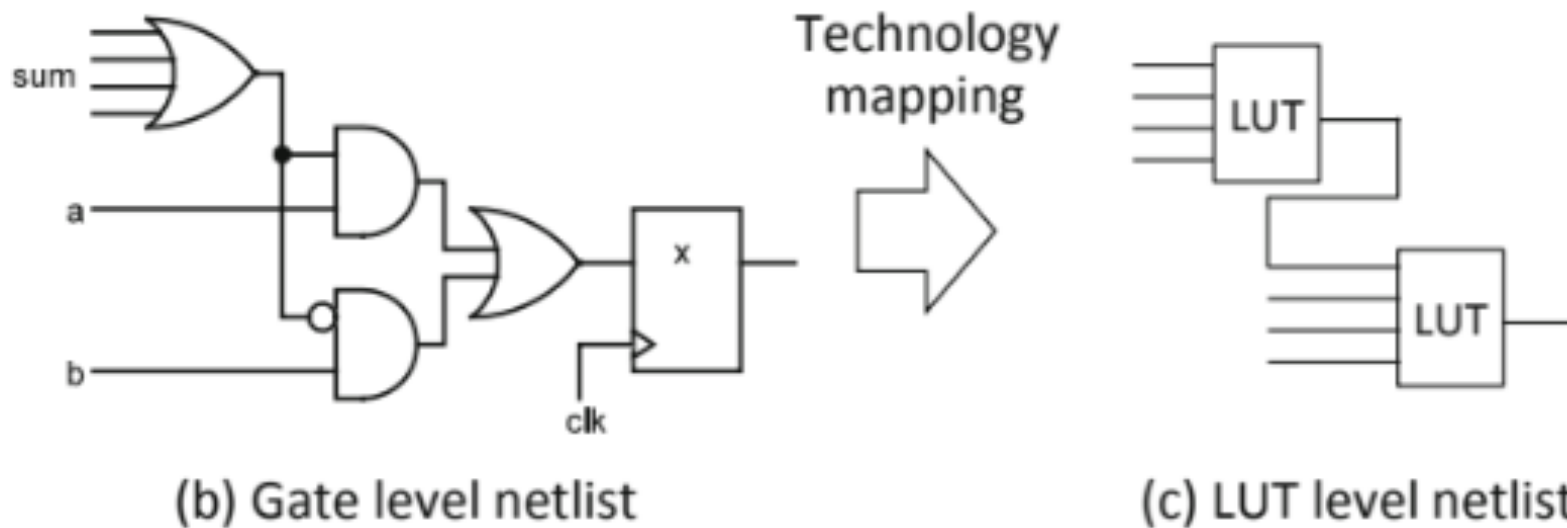 sum
a
b
clk
x
Technology
mapping
LUT
LUT
(b) Gate level netlist
(c) LUT level netlist